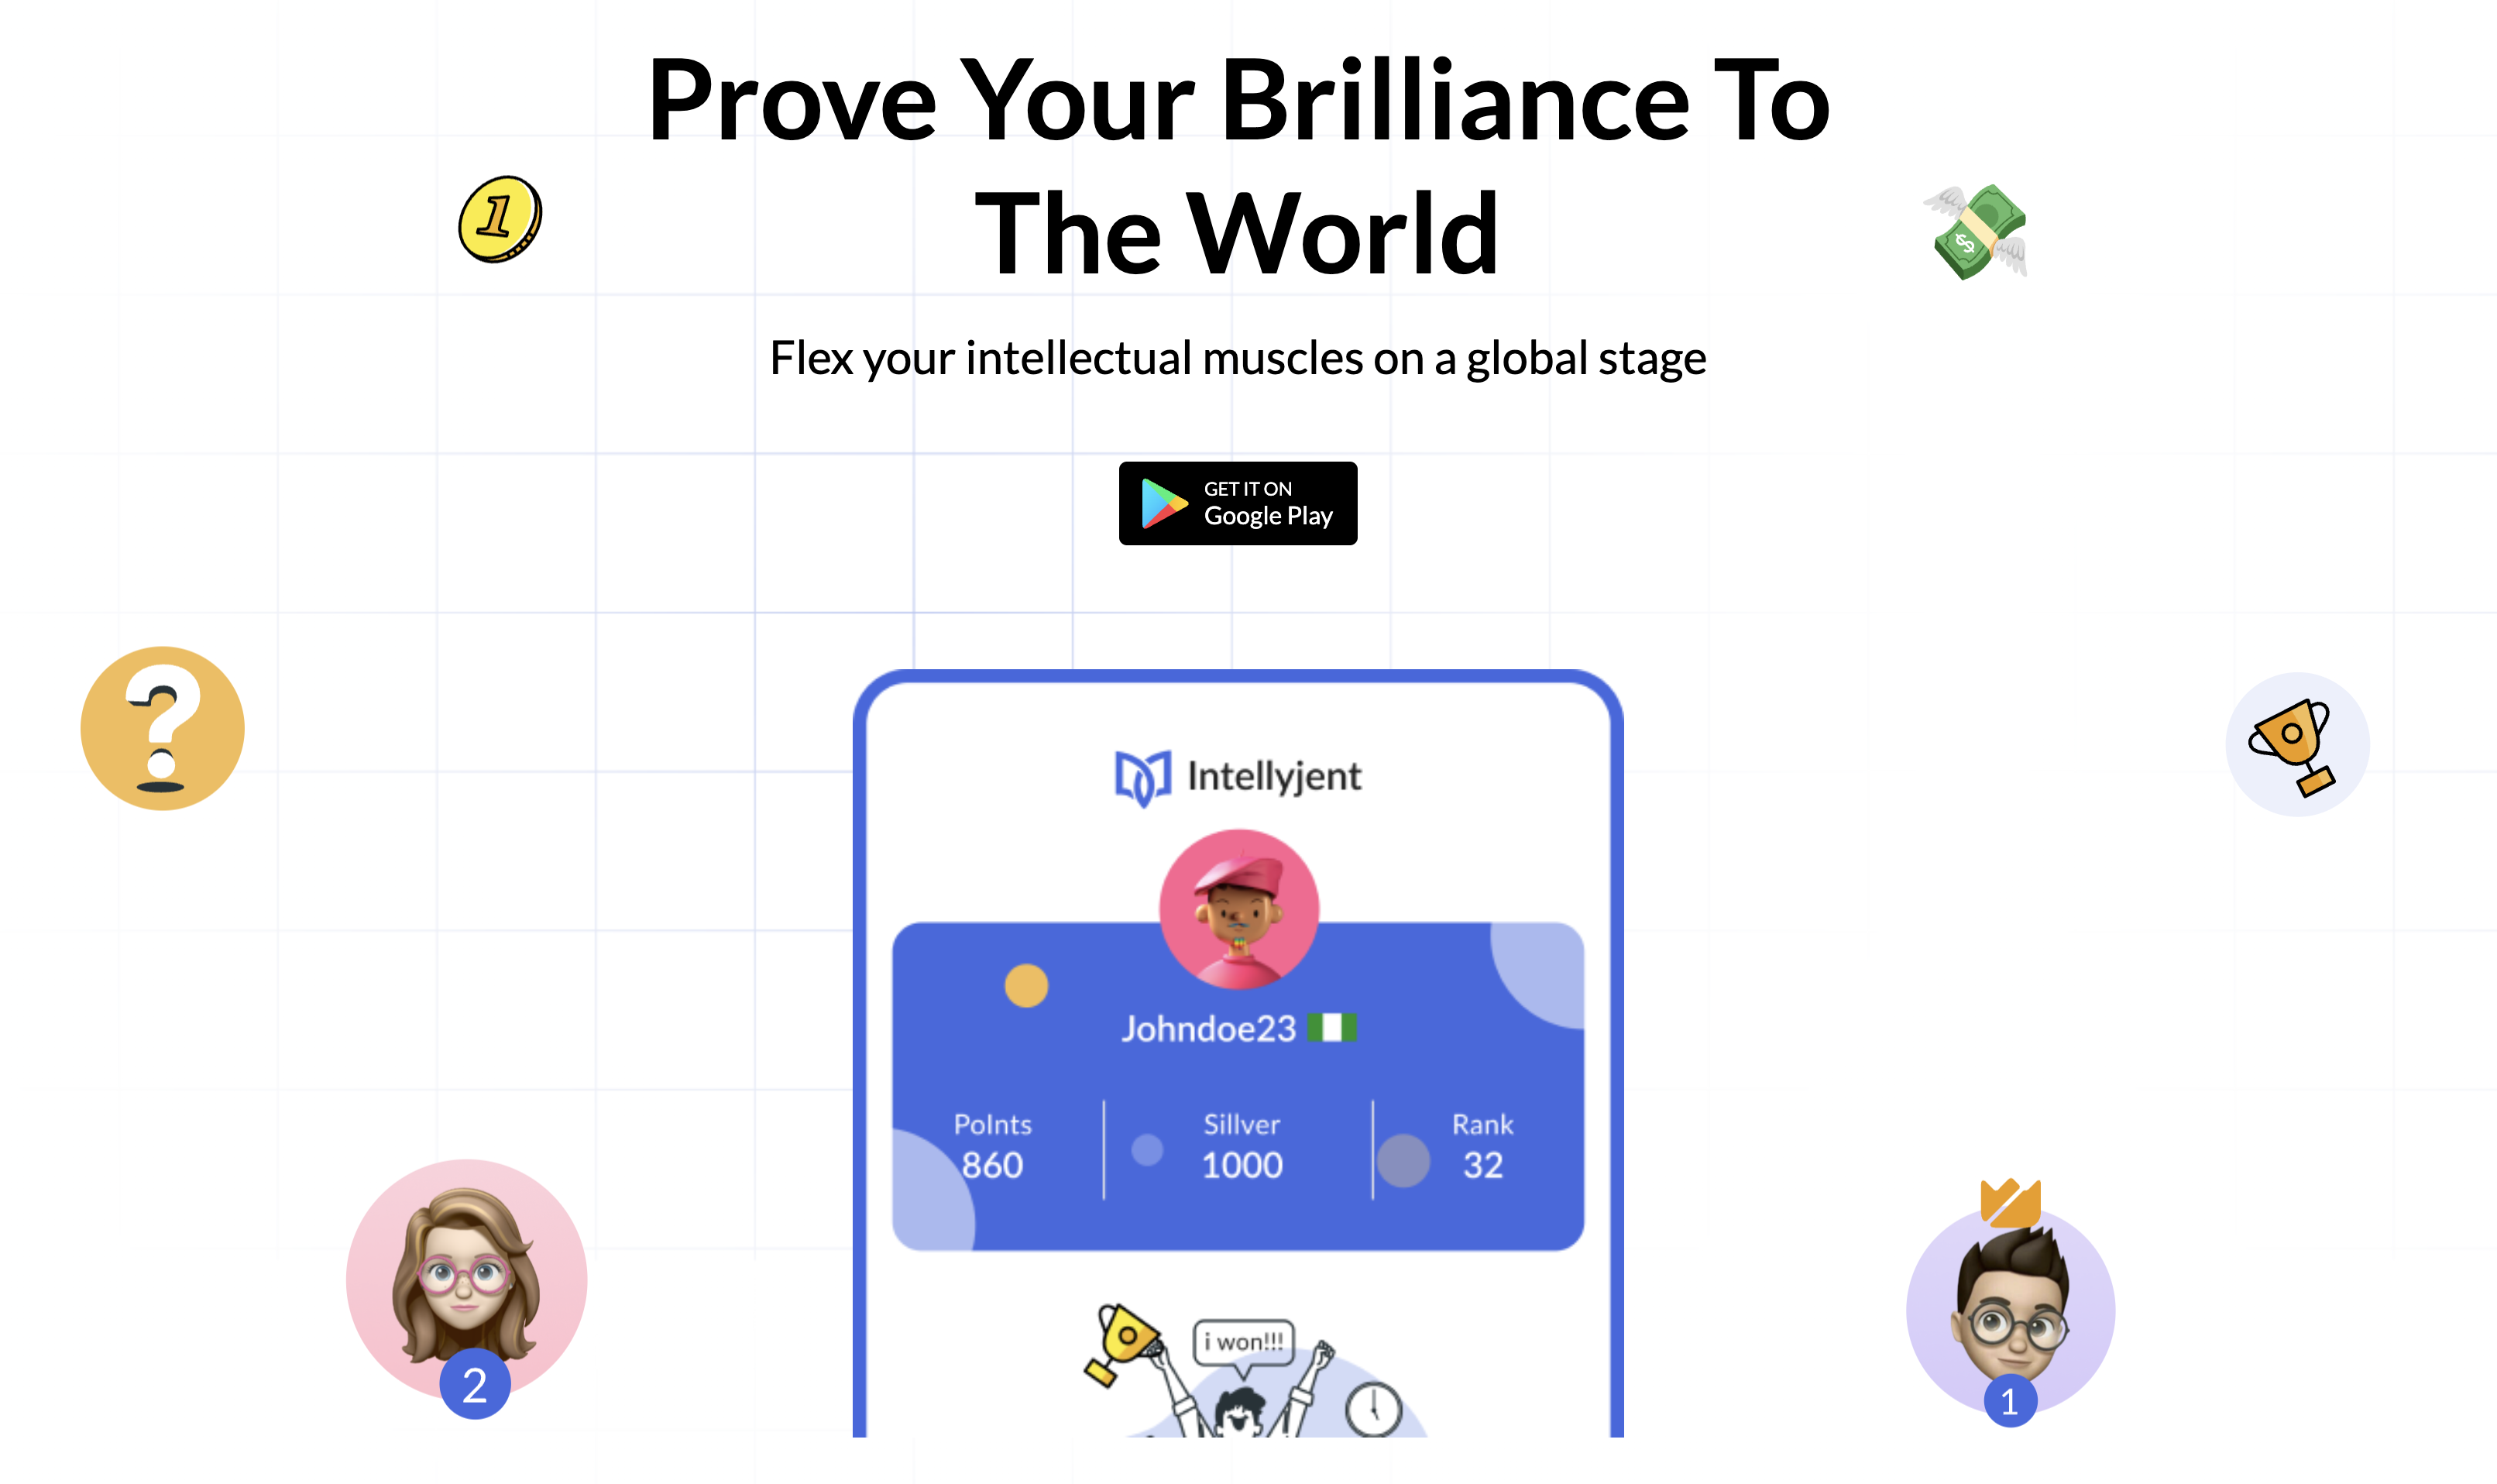 Prove Your Brilliance To
The World
1
$
Flex your intellectual muscles on a global stage
GET IT ON
Google Play
?
Intellyjent
Johndoe23
PoInts
Sillver
Rank
860
1000
32
i won!!!
2
1